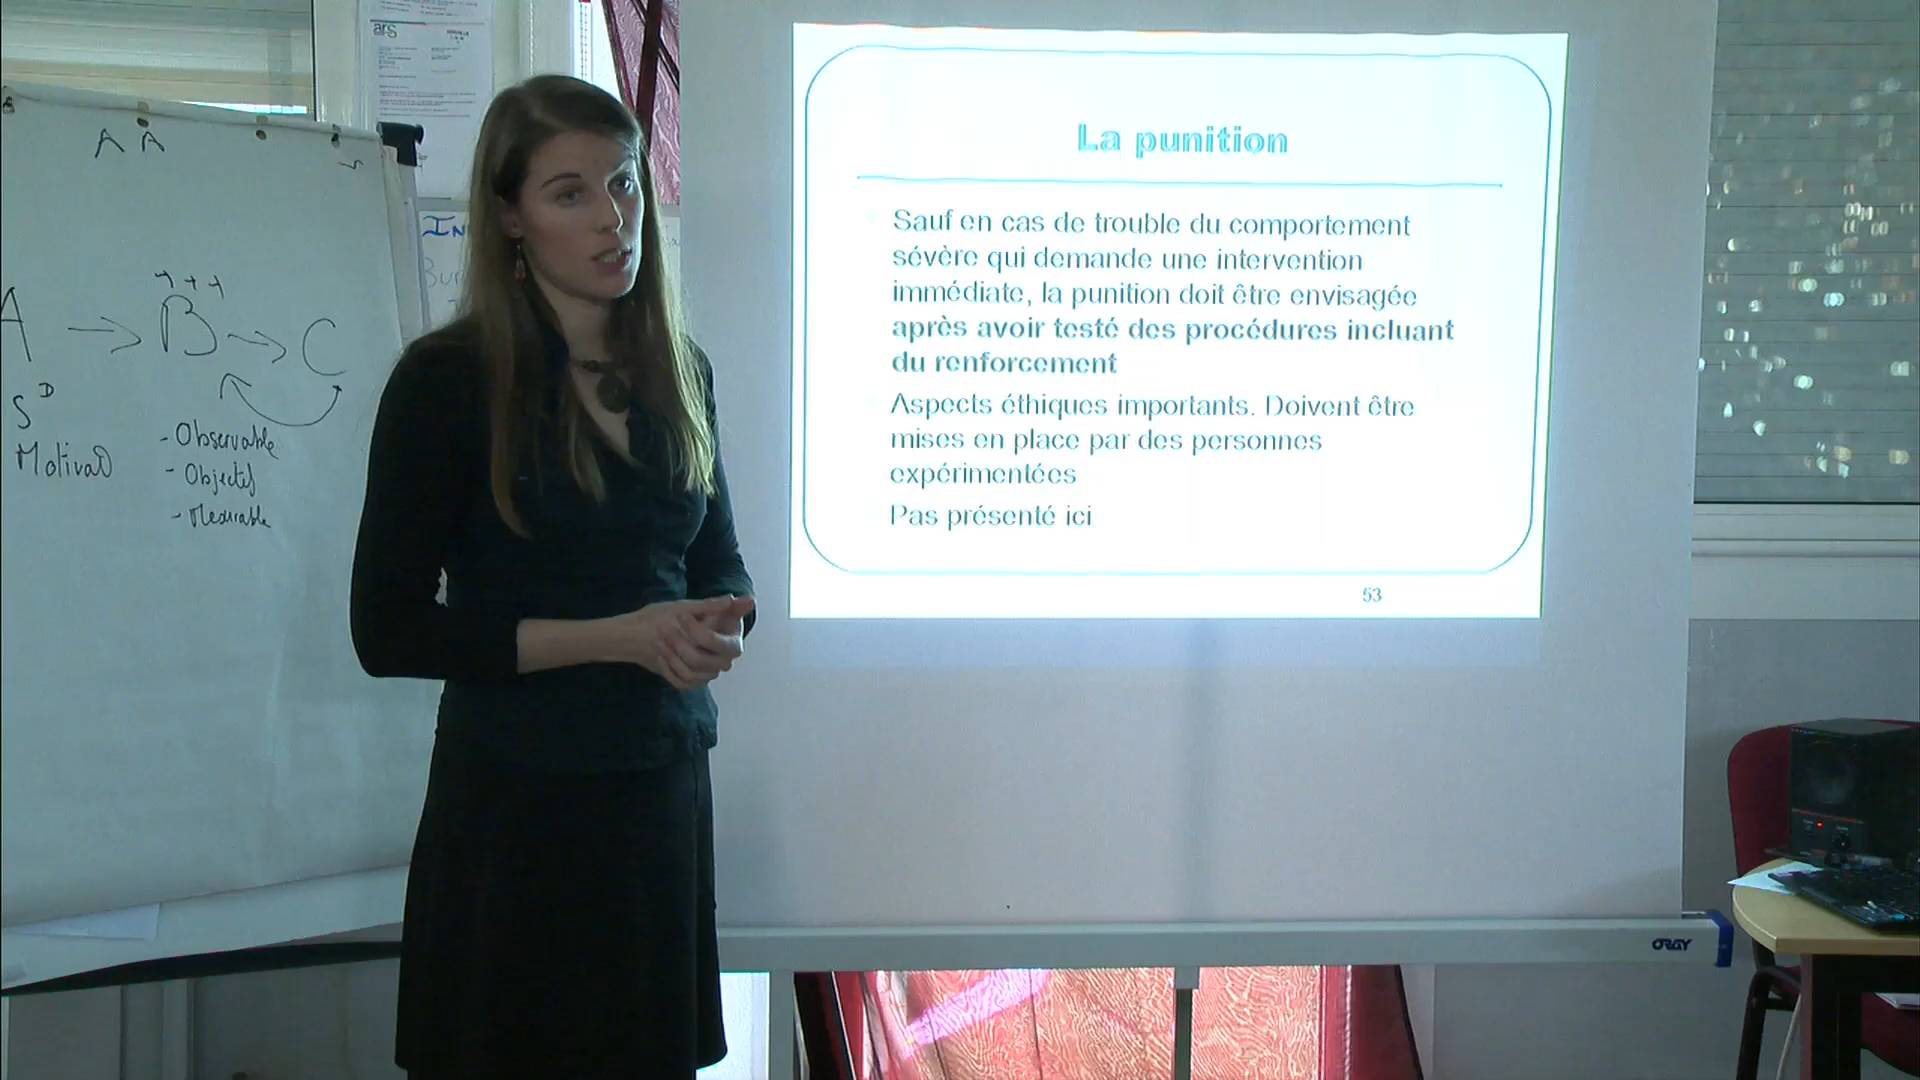 ars
A A
A → B → C
+ + +
S D
- Observable
- Objectif
- Mesurable
La punition
Sauf en cas de trouble du comportement
sévère qui demande une intervention
immédiate, la punition doit être envisagée
après avoir testé des procédures incluant
du renforcement
Aspects éthiques importants. Doivent être
mises en place par des personnes
expérimentées
Pas présenté ici
53
ORAY